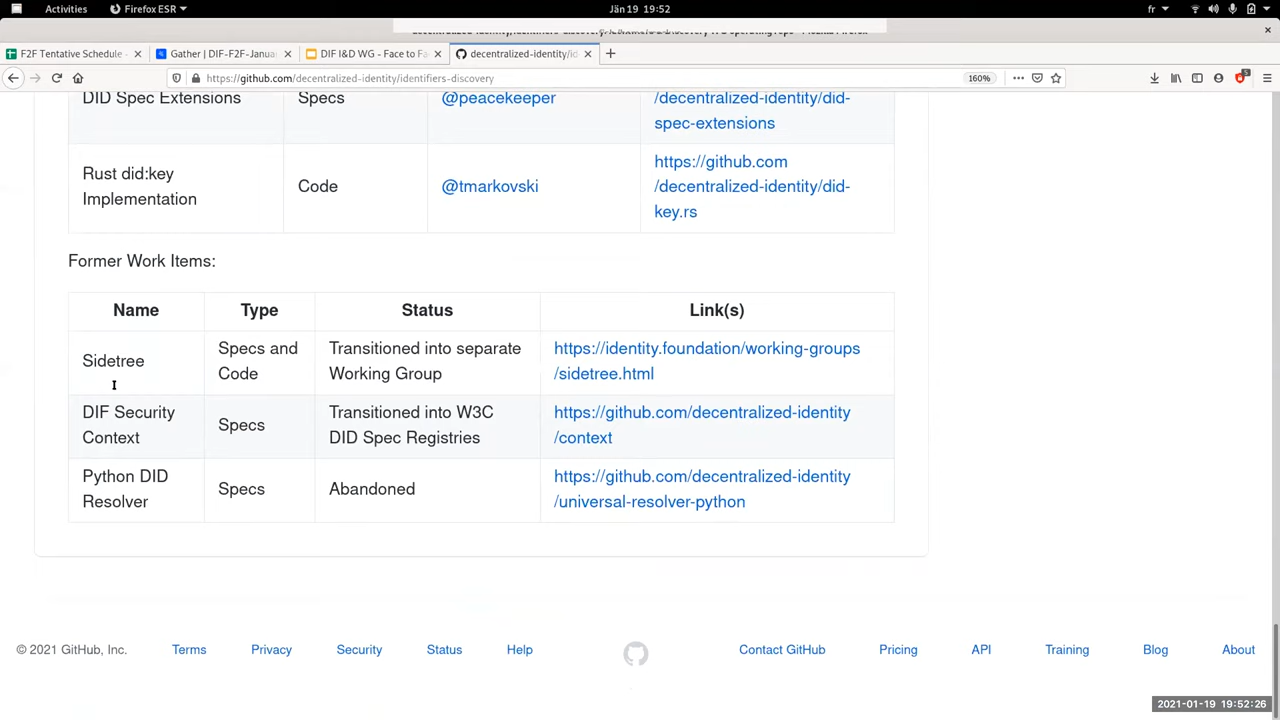 Activities Firefox ESR Jän 19 19:52 fr
F2F Tentative Schedule - Gather | DIF-F2F-Janua DIF I&D WG - Face to Fa decentralized-identity/id
https://github.com/decentralized-identity/identifiers-discovery 160%
DID Spec Extensions Specs @peacekeeper /decentralized-identity/did-
spec-extensions
https://github.com
Rust did:key
Code @tmarkovski /decentralized-identity/did-
Implementation
key.rs
Former Work Items:
Name Type Status Link(s)
Sidetree
Specs and Transitioned into separate https://identity.foundation/working-groups
Code Working Group /sidetree.html
DIF Security Transitioned into W3C https://github.com/decentralized-identity
Specs
Context DID Spec Registries /context
Python DID https://github.com/decentralized-identity
Specs Abandoned
Resolver /universal-resolver-python
© 2021 GitHub, Inc. Terms Privacy Security Status Help Contact GitHub Pricing API Training Blog About
2021-01-19 19:52:26